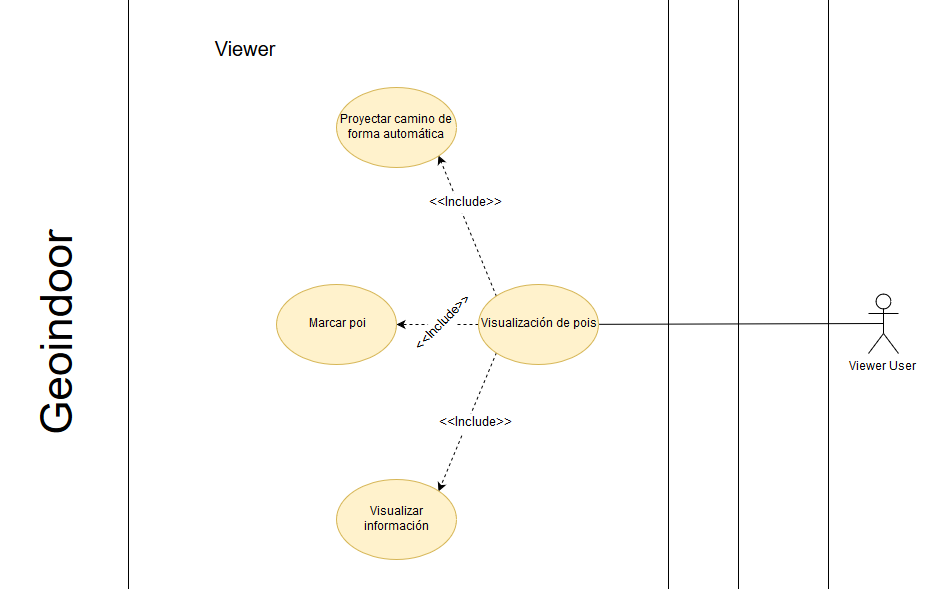 Viewer
Proyectar camino de
forma automática
<<Include>>
Geoindoor
Marcar poi
<<Include>>
Visualización de pois
Viewer User
<<Include>>
Visualizar
información